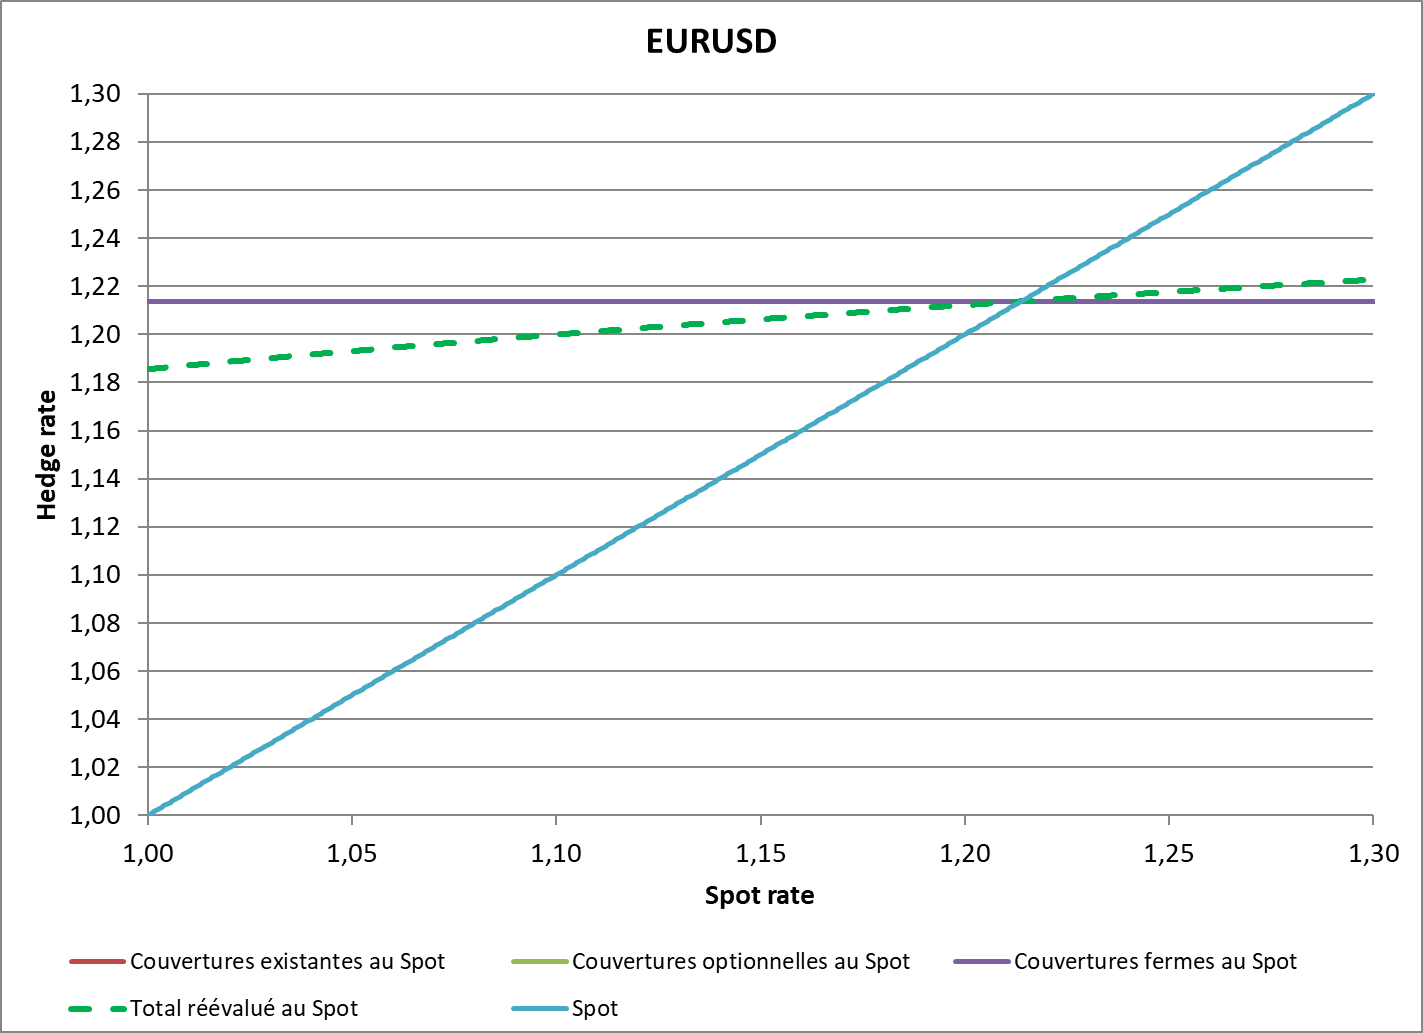 EURUSD
1,30
1,28
1,26
1,24
1,22
1,20
1,18
1,16
1,14
1,12
1,10
1,08
1,06
1,04
1,02
1,00
Hedge rate
1,00 1,05 1,10 1,15 1,20 1,25 1,30
Spot rate
Couvertures existantes au Spot Couvertures optionnelles au Spot Couvertures fermes au Spot
Total réévalué au Spot Spot